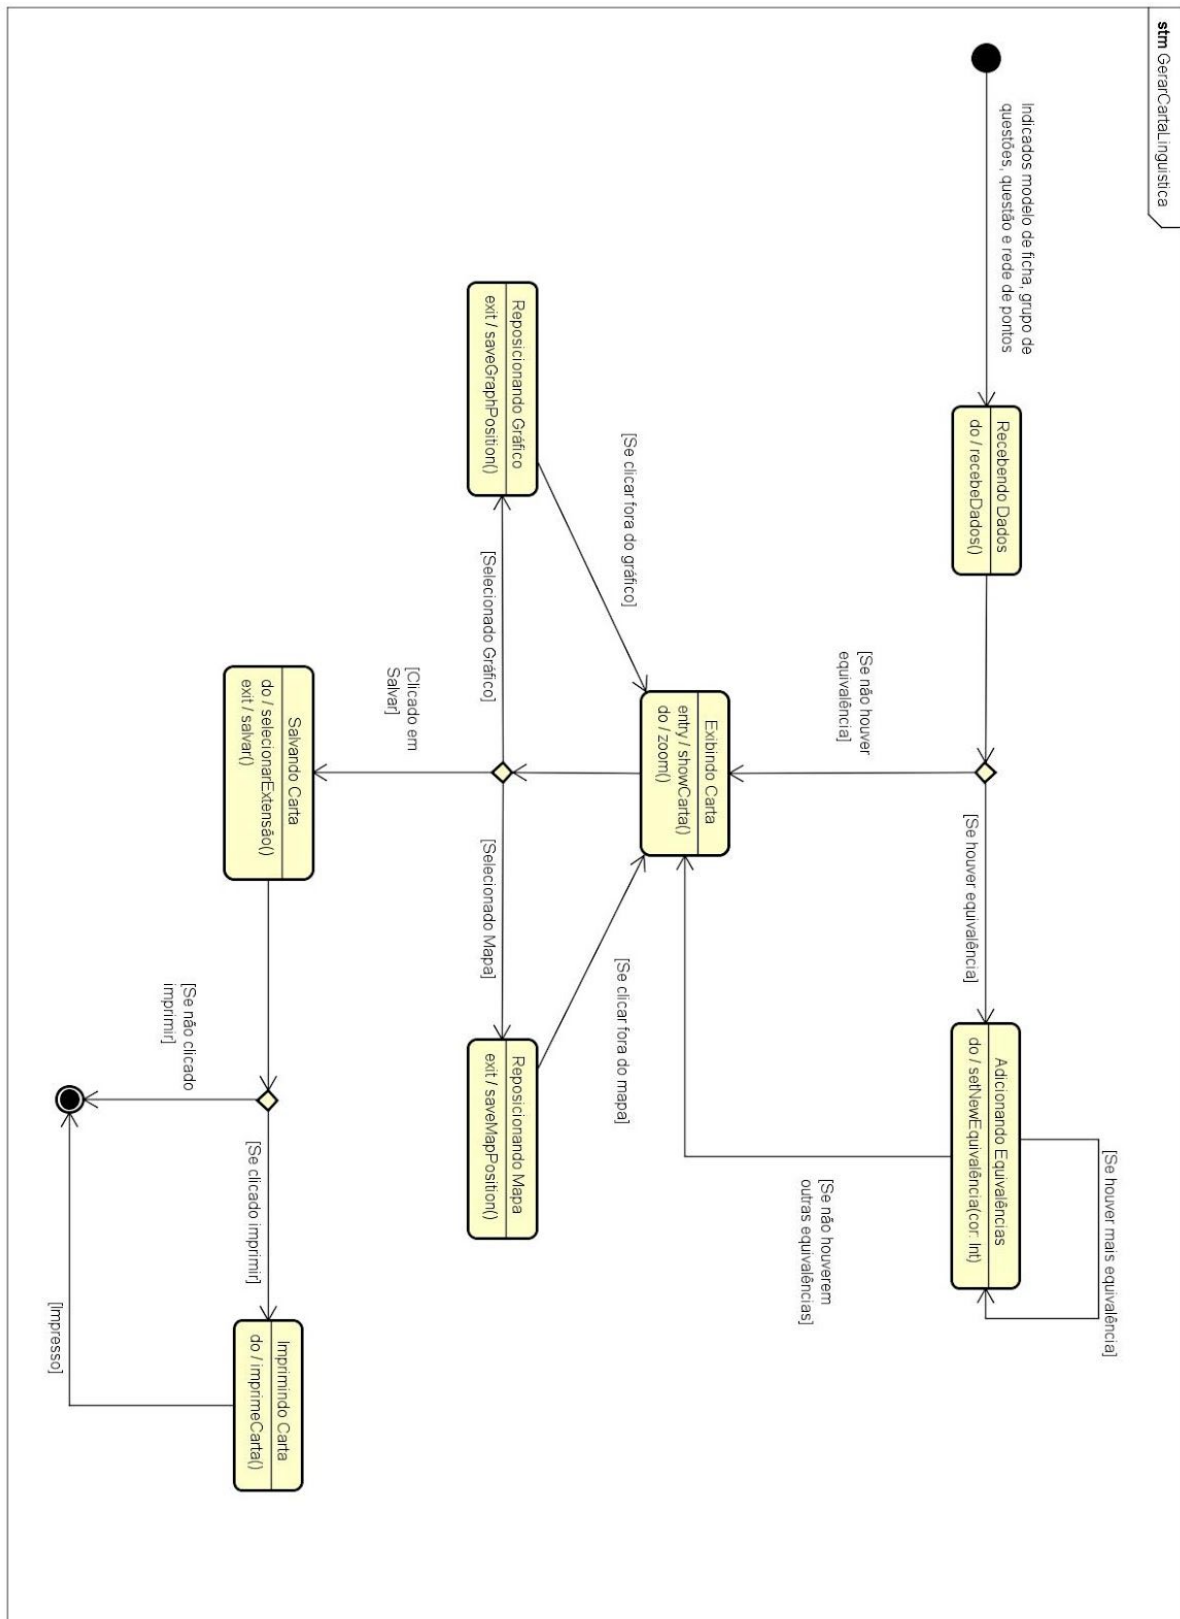 stm GerarCartaLinguistica
Indicados modelo de ficha, grupo de
questões, questão e rede de pontos
Recebendo Dados
do / recebeDados()
[Se houver equivalência]
Adicionando Equivalências
do / setNewEquivalência(cor: Int)
[Se houver mais equivalência]
[Se não houver
equivalência]
[Se não houverem
outras equivalências]
Exibindo Carta
entry / showCarta()
do / zoom()
[Se clicar fora do gráfico]
[Se clicar fora do mapa]
Reposicionando Gráfico
exit / saveGraphPosition()
[Selecionado Gráfico]
[Selecionado Mapa]
Reposicionando Mapa
exit / saveMapPosition()
[Clicado em
Salvar]
Salvando Carta
do / selecionarExtensão()
exit / salvar()
[Se não clicado
imprimir]
[Se clicado imprimir]
Imprimindo Carta
do / imprimeCarta()
[Impresso]